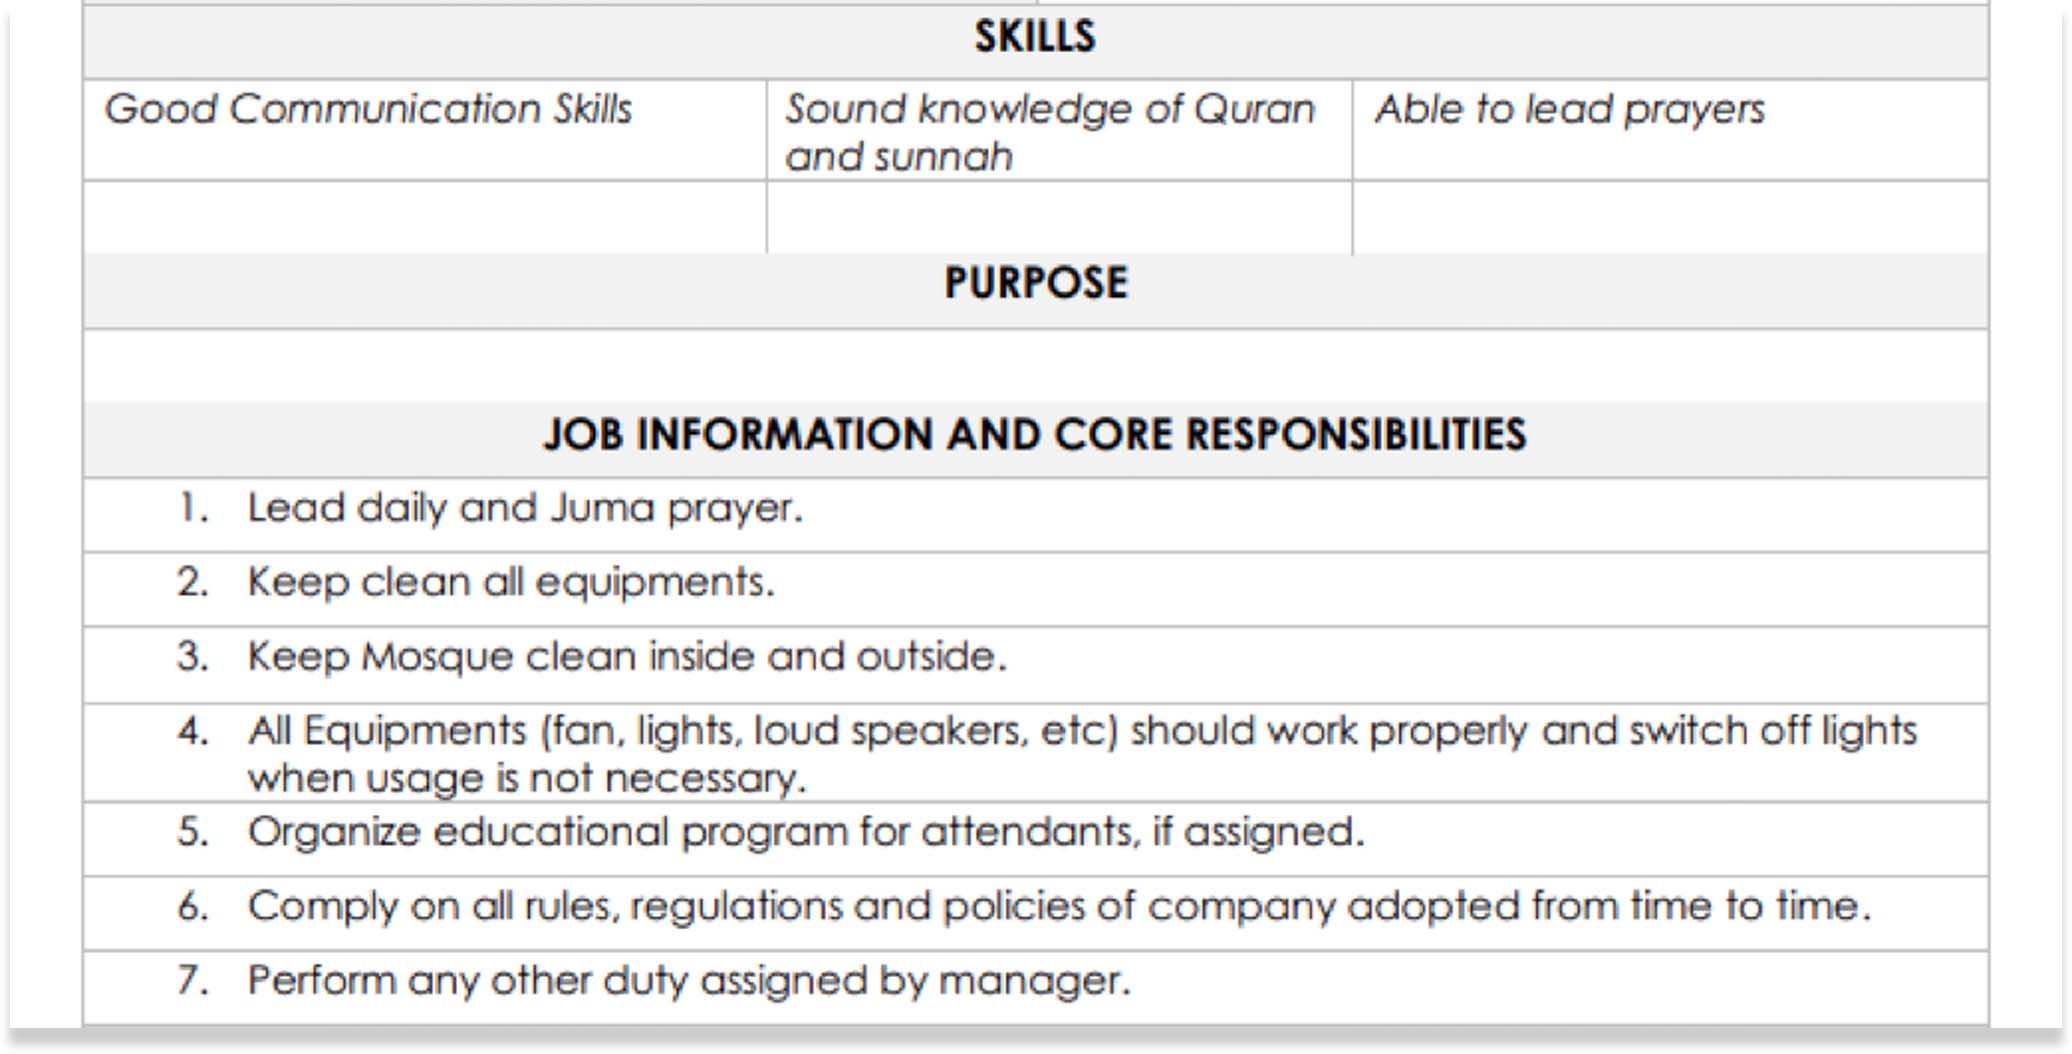 SKILLS
Good Communication Skills
Sound knowledge of Quran
and sunnah
Able to lead prayers
PURPOSE
JOB INFORMATION AND CORE RESPONSIBILITIES
1. Lead daily and Juma prayer.
2. Keep clean all equipments.
3. Keep Mosque clean inside and outside.
4. All Equipments (fan, lights, loud speakers, etc) should work properly and switch off lights
when usage is not necessary.
5. Organize educational program for attendants, if assigned.
6. Comply on all rules, regulations and policies of company adopted from time to time.
7. Perform any other duty assigned by manager.